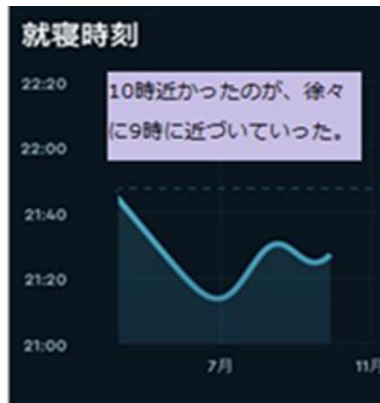 就寝時刻
22:20
10時近かったのが、徐々
に9時に近づいていった。
22:00
21:40
21:20
21:00
7月
11月